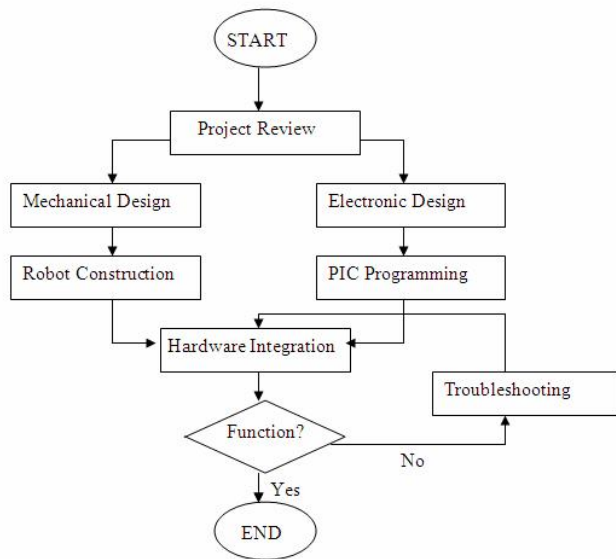 START
Project Review
Mechanical Design
Electronic Design
Robot Construction
PIC Programming
Hardware Integration
Troubleshooting
Function?
No
Yes
END